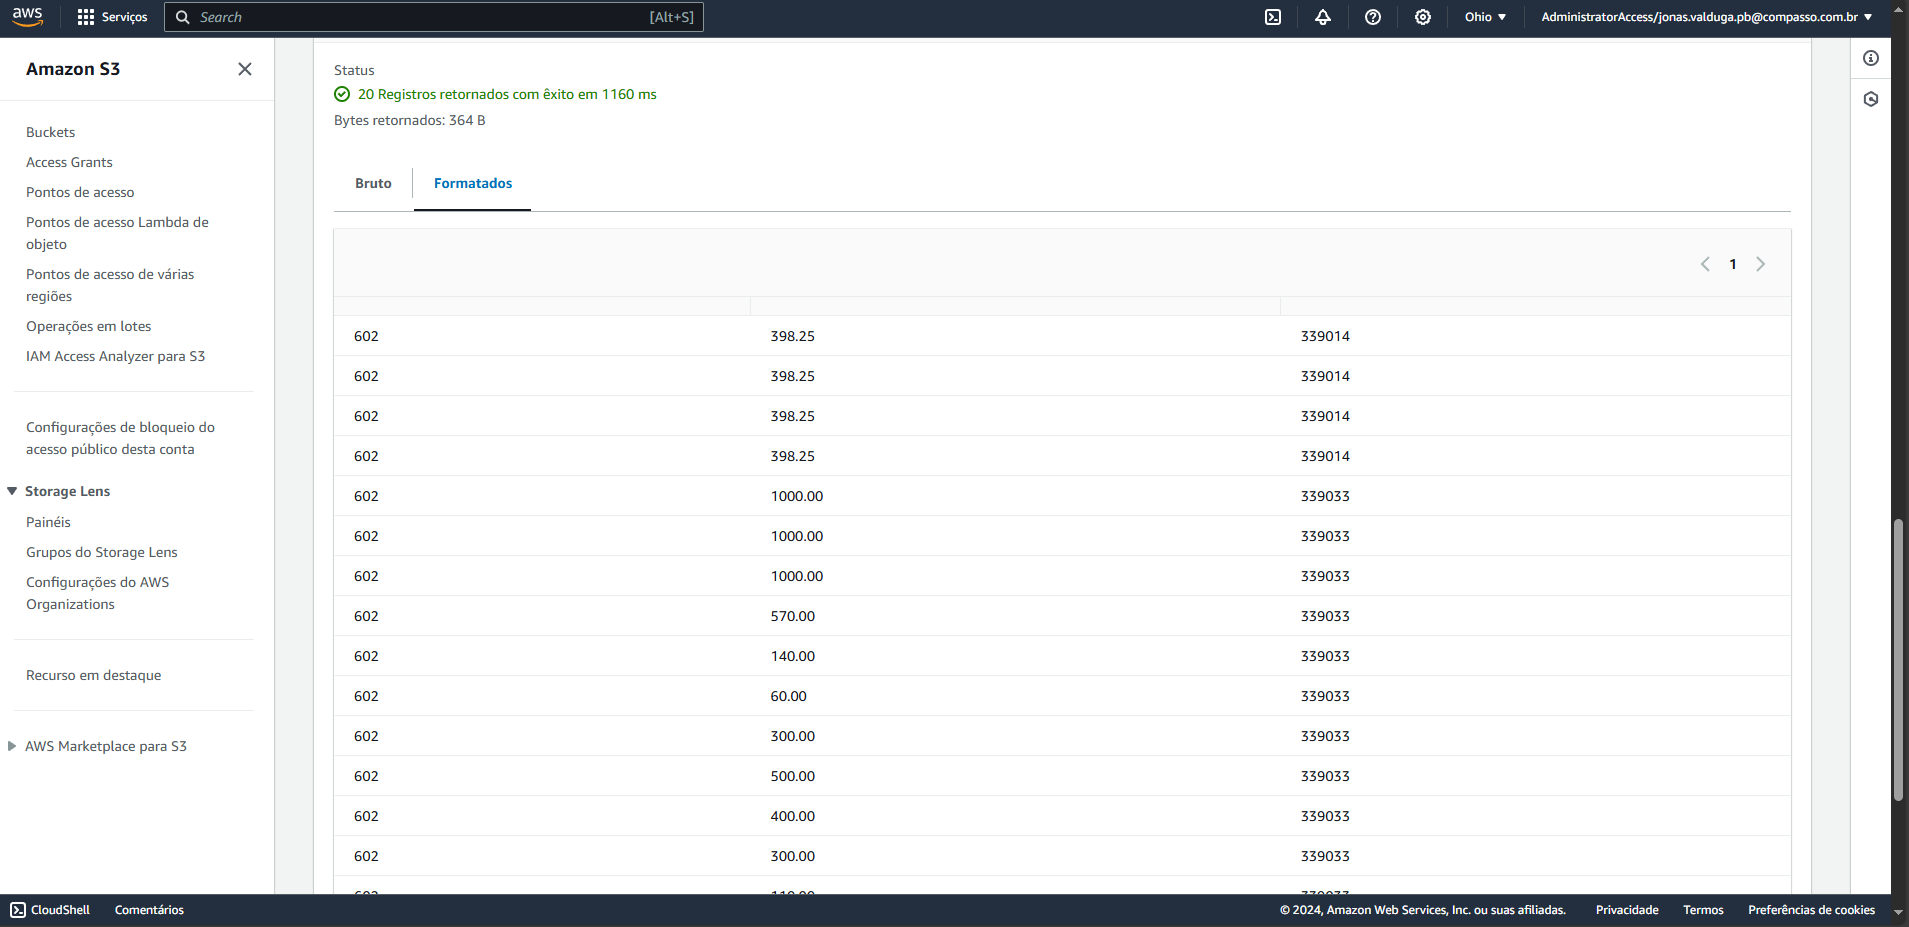 aws
Serviços
Search
[Alt+S]
Ohio
AdministratorAccess/jonas.valduga.pb@compasso.com.br
Amazon S3
Buckets
Access Grants
Pontos de acesso
Pontos de acesso Lambda de
objeto
Pontos de acesso de várias
regiões
Operações em lotes
IAM Access Analyzer para S3
Configurações de bloqueio do
acesso público desta conta
Storage Lens
Painéis
Grupos do Storage Lens
Configurações do AWS
Organizations
Recurso em destaque
AWS Marketplace para S3
Status
20 Registros retornados com êxito em 1160 ms
Bytes retornados: 364 B
Bruto
Formatados
1
602 398.25 339014
602 398.25 339014
602 398.25 339014
602 398.25 339014
602 1000.00 339033
602 1000.00 339033
602 1000.00 339033
602 570.00 339033
602 140.00 339033
602 60.00 339033
602 300.00 339033
602 500.00 339033
602 400.00 339033
602 300.00 339033
CloudShell
Comentários
© 2024, Amazon Web Services, Inc. ou suas afiliadas.
Privacidade
Termos
Preferências de cookies